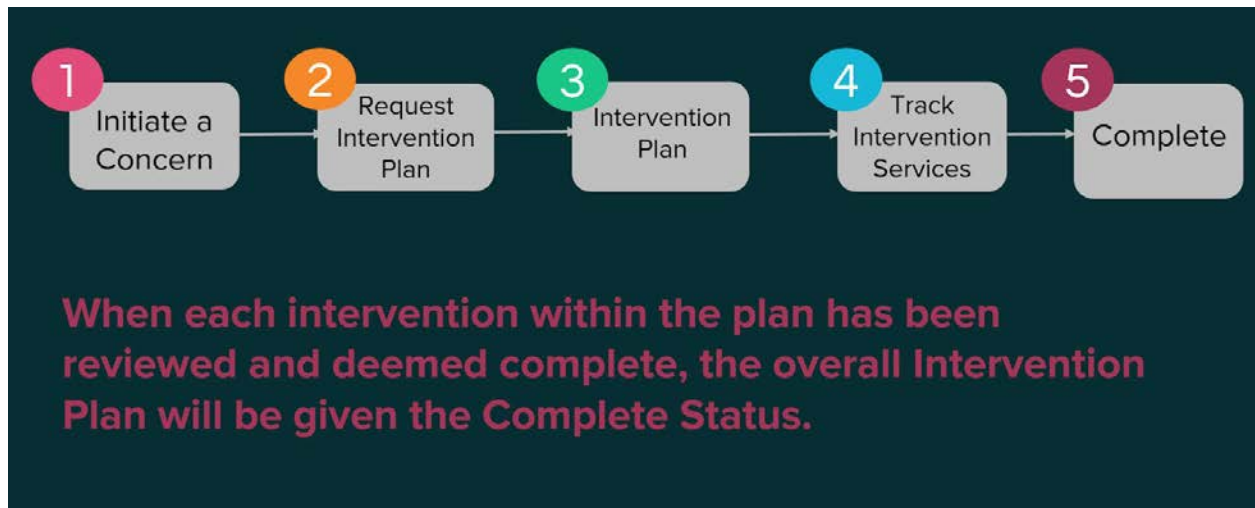 1
Initiate a
Concern
2
Request
Intervention
Plan
3
Intervention
Plan
4
Track
Intervention
Services
5
Complete
When each intervention within the plan has been
reviewed and deemed complete, the overall Intervention
Plan will be given the Complete Status.